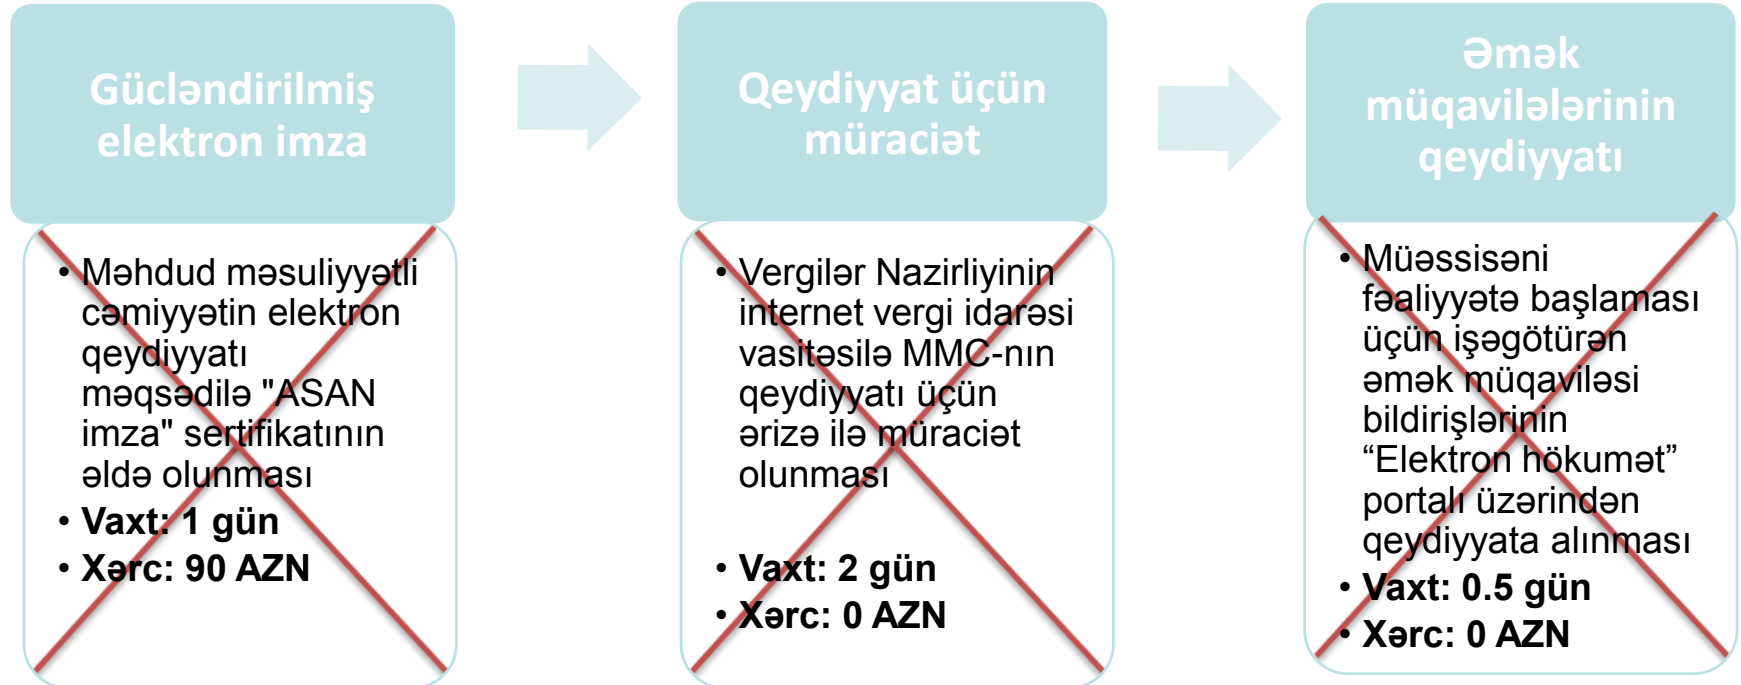 Gücləndirilmiş
elektron imza
• Məhdud məsuliyyətli
cəmiyyətin elektron
qeydiyyatı
məqsədilə "ASAN
imza" sertifikatının
əldə olunması
• Vaxt: 1 gün
• Xərc: 90 AZN
Qeydiyyat üçün
müraciət
• Vergilər Nazirliyinin
internet vergi idarəsi
vasitəsilə MMC-nın
qeydiyyatı üçün
ərizə ilə müraciət
olunması
• Vaxt: 2 gün
• Xərc: 0 AZN
Əmək
müqavilələrinin
qeydiyyatı
• Müəssisəni
fəaliyyətə başlaması
üçün işəgötürən
əmək müqaviləsi
bildirişlərinin
“Elektron hökumət”
portalı üzərindən
qeydiyyata alınması
• Vaxt: 0.5 gün
• Xərc: 0 AZN